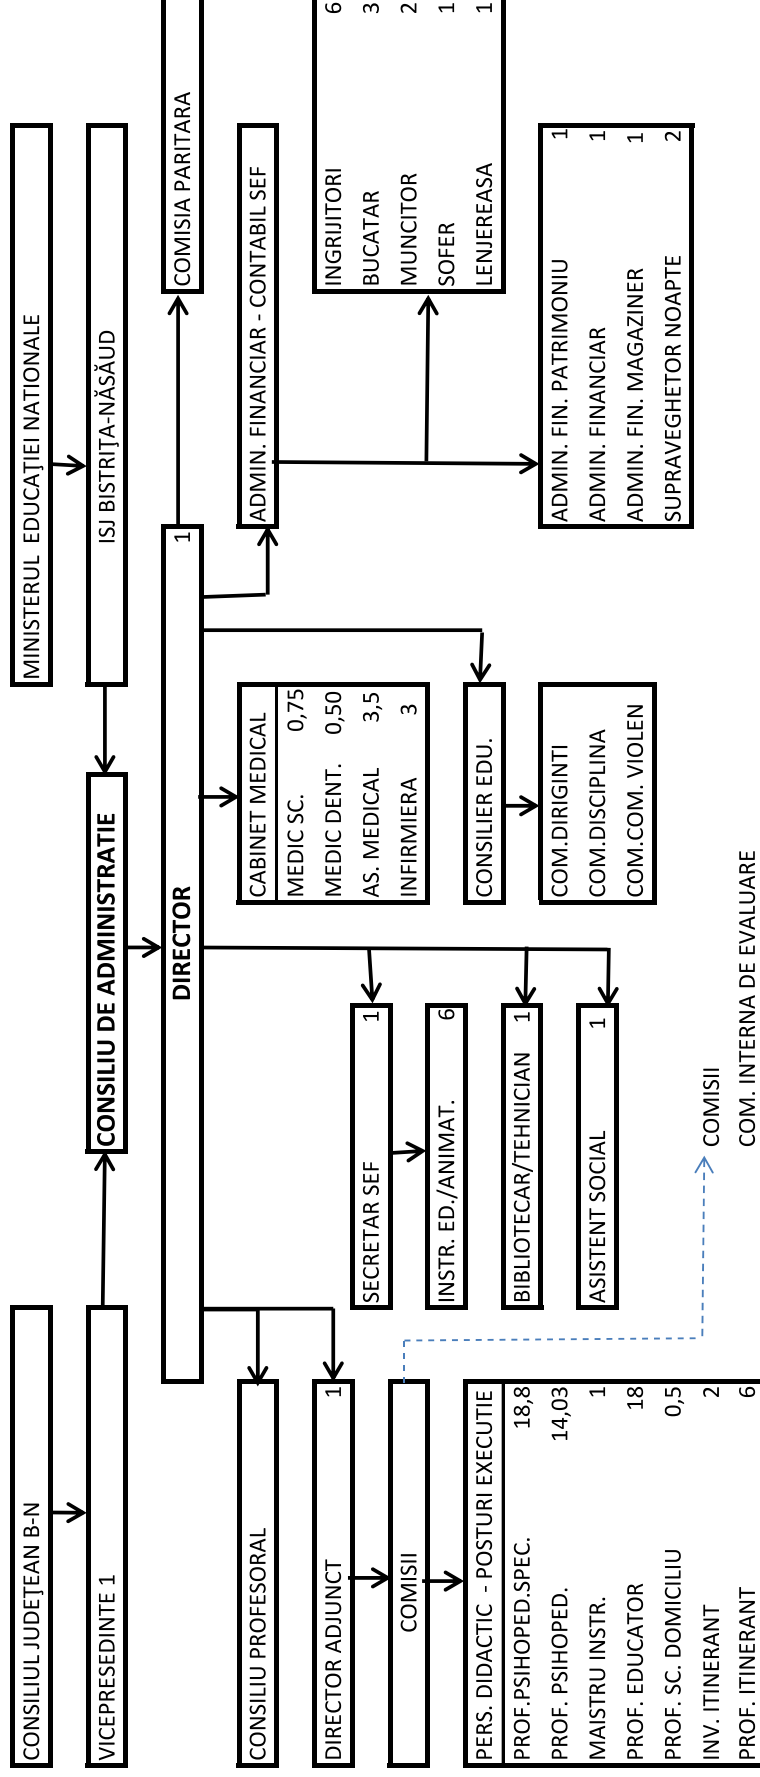 CONSILIUL JUDEŢEAN B-N
MINISTERUL EDUCAŢIEI NATIONALE
VICEPRESEDINTE 1
CONSILIU DE ADMINISTRATIE
ISJ BISTRIŢA-NĂSĂUD
DIRECTOR 1
COMISIA PARITARA
CONSILIU PROFESORAL
CABINET MEDICAL
MEDIC SC. 0,75
MEDIC DENT. 0,50
AS. MEDICAL 3,5
INFIRMIERA 3
ADMIN. FINANCIAR - CONTABIL SEF
DIRECTOR ADJUNCT 1
COMISII
SECRETAR SEF 1
INSTR. ED./ANIMAT. 6
BIBLIOTECAR/TEHNICIAN 1
ASISTENT SOCIAL 1
CONSILIER EDU.
COM.DIRIGINTI
COM.DISCIPLINA
COM.COM. VIOLEN
INGRIJITORI 6
BUCATAR 3
MUNCITOR 2
SOFER 1
LENJEREASA 1
ADMIN. FIN. PATRIMONIU 1
ADMIN. FINANCIAR 1
ADMIN. FIN. MAGAZINER 1
SUPRAVEGHETOR NOAPTE 2
PERS. DIDACTIC - POSTURI EXECUTIE
PROF.PSIHOPED.SPEC. 18,8
PROF. PSIHOPED. 14,03
MAISTRU INSTR. 1
PROF. EDUCATOR 18
PROF. SC. DOMICILIU 0,5
INV. ITINERANT 2
PROF. ITINERANT 6
COMISII
COM. INTERNA DE EVALUARE